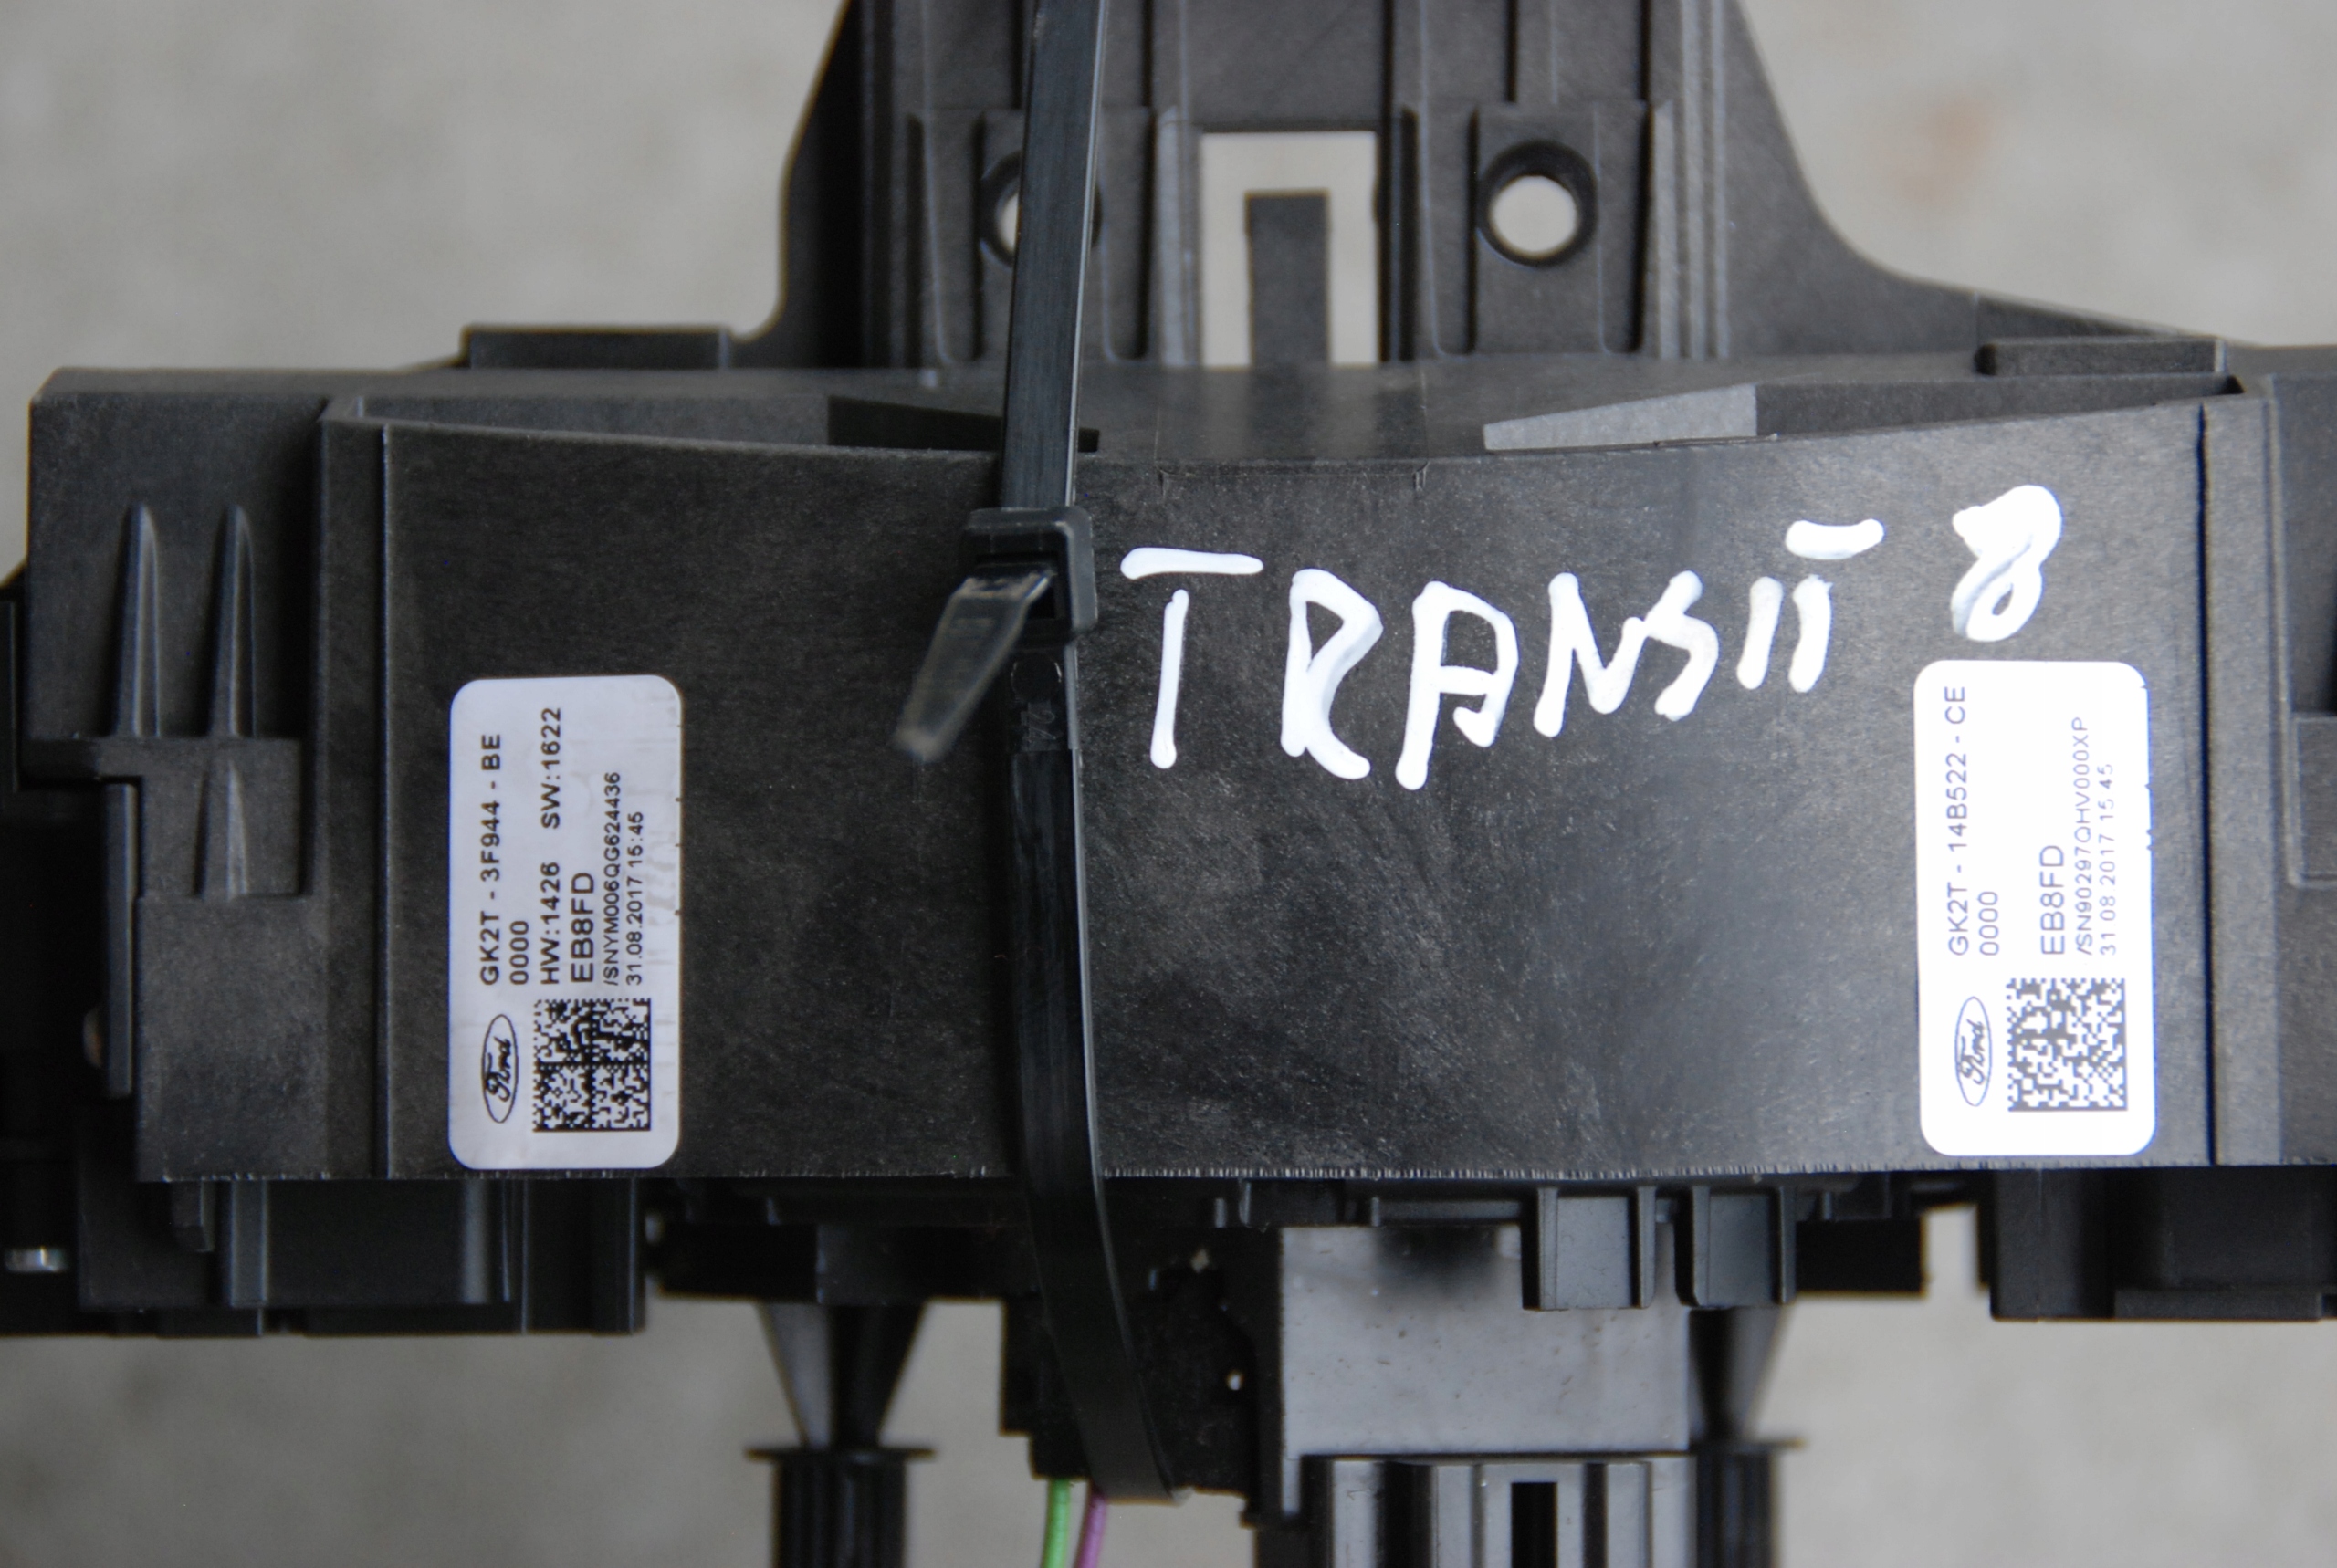 TRANSIT 8
Ford
GK2T - 3F944 - BE
0000
HW:1426 SW:1622
EB8FD
/SNYM006QG624436
31.08.2017 15:45
Ford
GK2T - 14B522 - CE
0000
EB8FD
/SN90297QHV000XP
31 08 2017 15 45